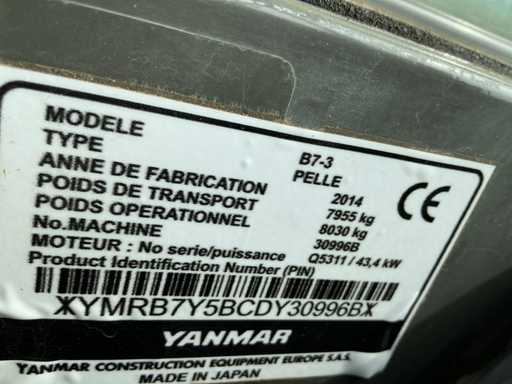 MODELE B7-3
TYPE PELLE
ANNE DE FABRICATION 2014
POIDS DE TRANSPORT 7955 kg
POIDS OPERATIONNEL 8030 kg
No.MACHINE 30996B
MOTEUR : No serie/puissance Q5311 / 43,4 kW
Product Identification Number (PIN)
*YMRB7Y5BCDY30996B*
CE
YANMAR
YANMAR CONSTRUCTION EQUIPMENT EUROPE S.A.S.
MADE IN JAPAN